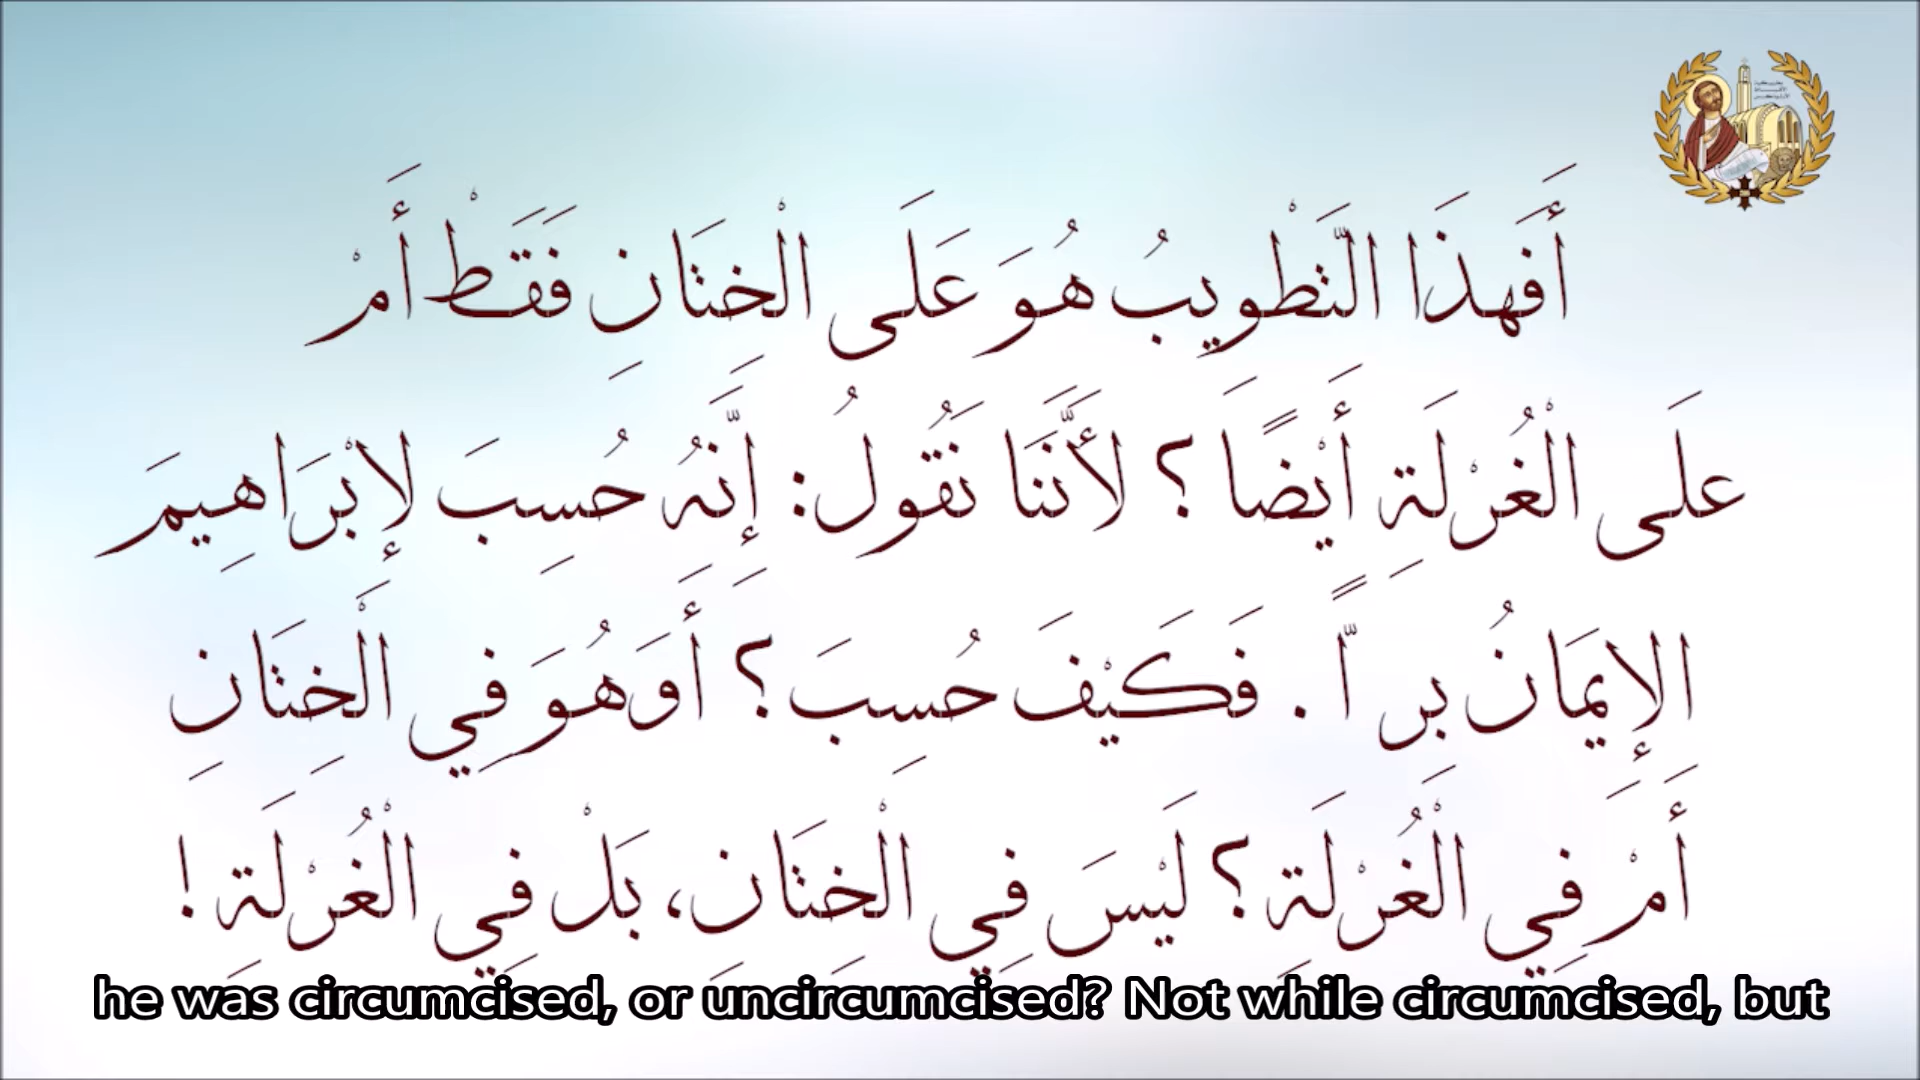 أَفَهذَا التَّطْوِيبُ هُوَ عَلَى الْخِتَانِ فَقَطْ أَمْ
عَلَى الْغُرْلَةِ أَيْضًا؟ لأَنَّنَا نَقُولُ: إِنَّهُ حُسِبَ لإِبْرَاهِيمَ
الإِيمَانُ بِرًّا. فَكَيْفَ حُسِبَ؟ أَوَهُوَ فِي الْخِتَانِ
أَمْ فِي الْغُرْلَةِ؟ لَيْسَ فِي الْخِتَانِ، بَلْ فِي الْغُرْلَةِ!
he was circumcised, or uncircumcised? Not while circumcised, but